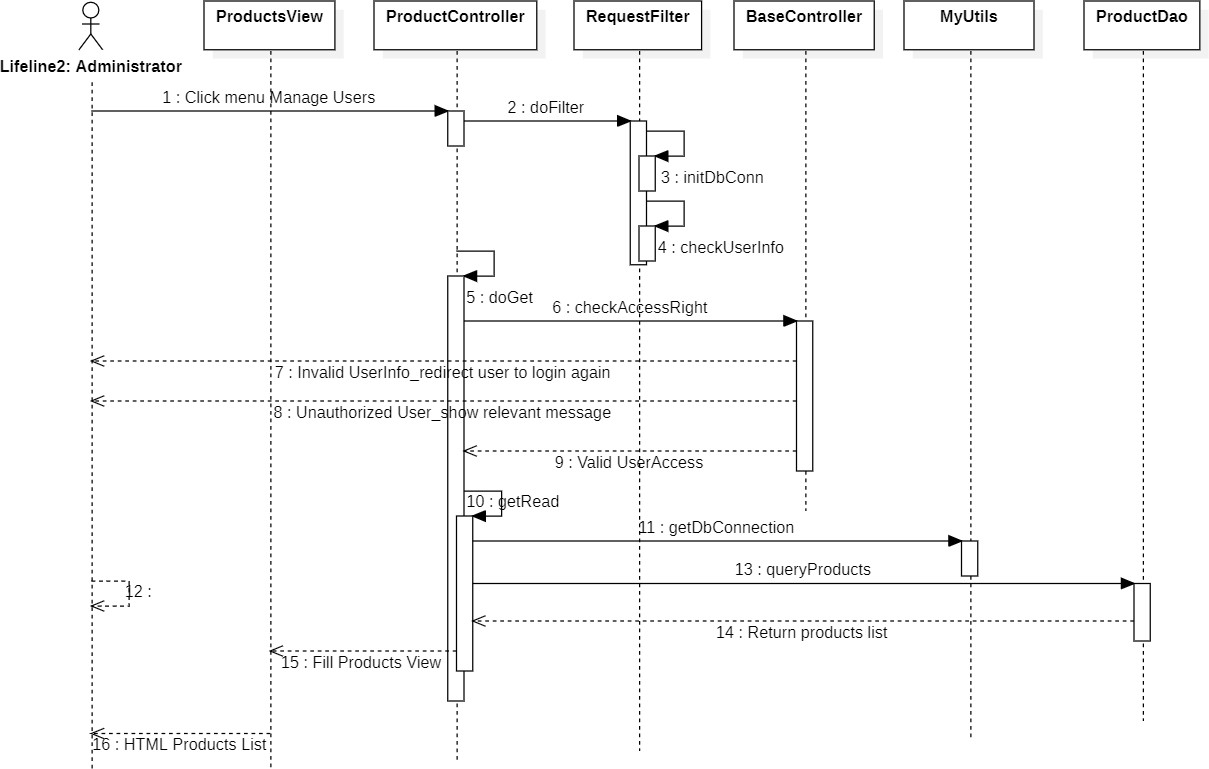 ProductsView
ProductController
RequestFilter
BaseController
MyUtils
ProductDao
Lifeline2: Administrator
1 : Click menu Manage Users
2 : doFilter
3 : initDbConn
4 : checkUserInfo
5 : doGet
6 : checkAccessRight
7 : Invalid UserInfo_redirect user to login again
8 : Unauthorized User_show relevant message
9 : Valid UserAccess
10 : getRead
11 : getDbConnection
13 : queryProducts
12 :
14 : Return products list
15 : Fill Products View
16 : HTML Products List